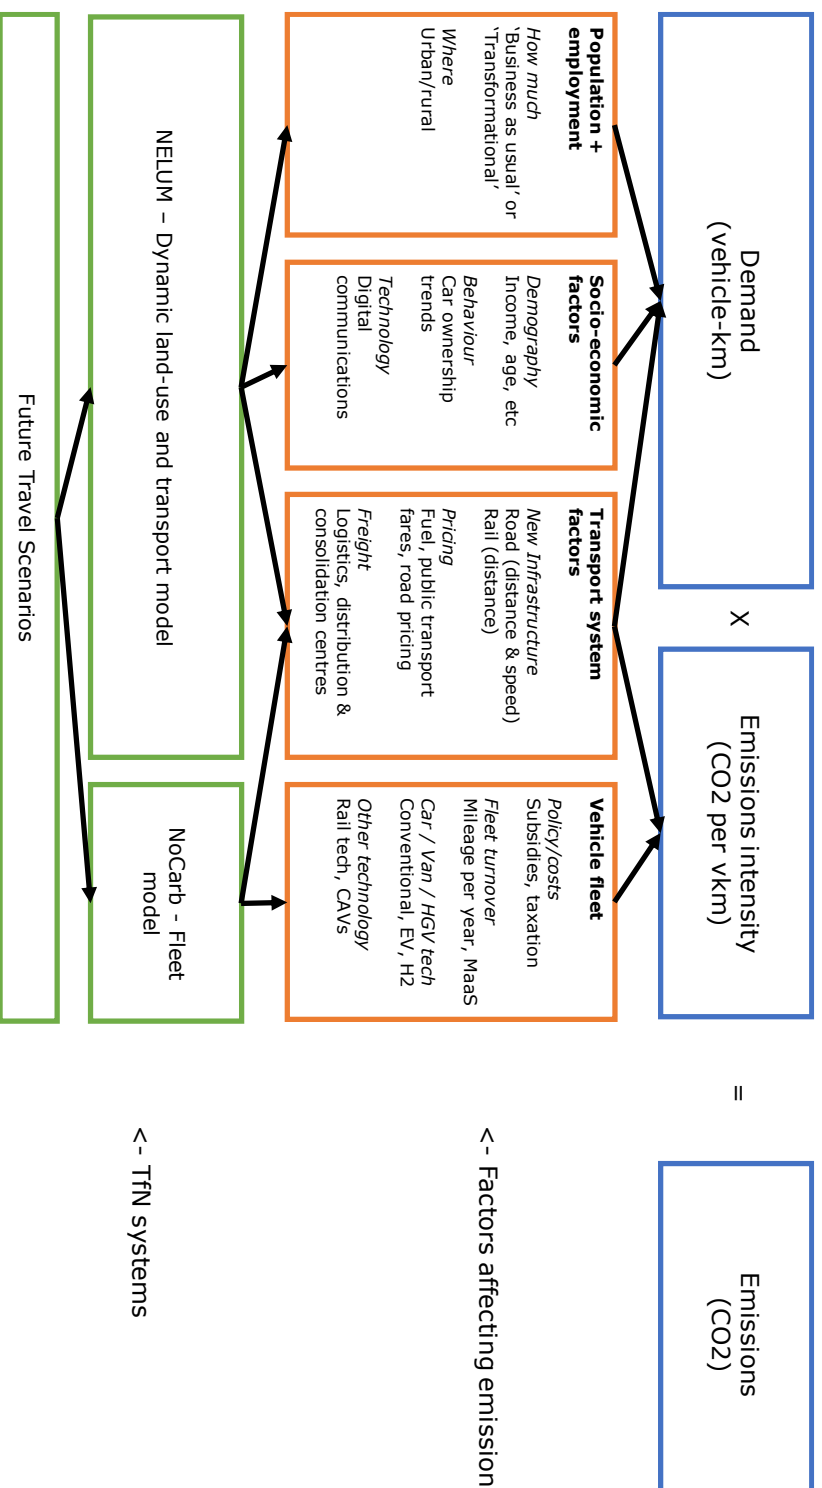 Demand
(vehicle-km)
X
Emissions intensity
(CO2 per vkm)
=
Emissions
(CO2)
Population +
employment
How much
‘Business as usual’ or
‘Transformational’
Where
Urban/rural
Socio-economic
factors
Demography
Income, age, etc
Behaviour
Car ownership
trends
Technology
Digital
communications
Transport system
factors
New Infrastructure
Road (distance & speed)
Rail (distance)
Pricing
Fuel, public transport
fares, road pricing
Freight
Logistics, distribution &
consolidation centres
Vehicle fleet
Policy/costs
Subsidies, taxation
Fleet turnover
Mileage per year, MaaS
Car / Van / HGV tech
Conventional, EV, H2
Other technology
Rail tech, CAVs
<- Factors affecting emission
NELUM – Dynamic land-use and transport model
NoCarb - Fleet
model
<- TfN systems
Future Travel Scenarios